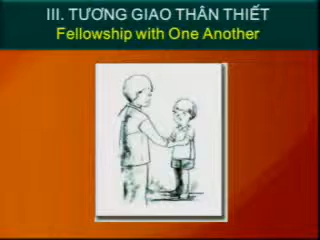 III. TƯƠNG GIAO THÂN THIẾT
Fellowship with One Another